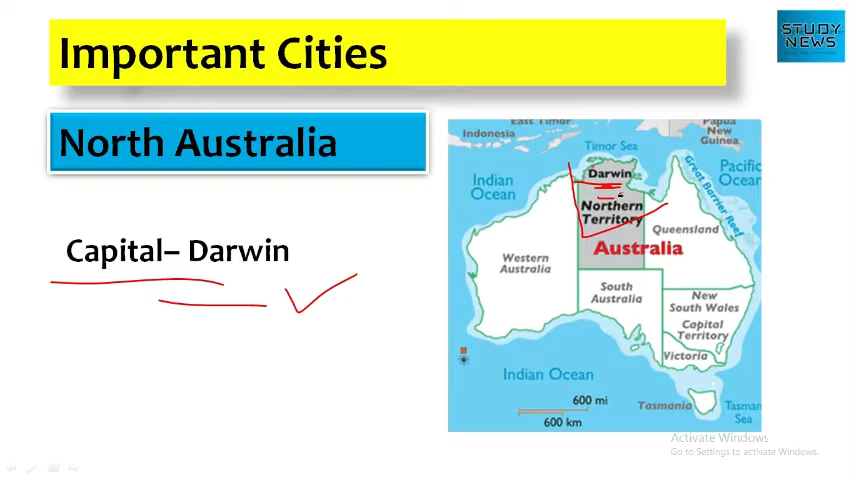 Important Cities
STUDY
NEWS
North Australia
Capital– Darwin
East Timor
Papua
New
Guinea
Indonesia
Timor Sea
Indian
Ocean
Darwin
Pacific
Ocean
Great Barrier Reef
Northern
Territory
Queensland
Australia
Western
Australia
South
Australia
New
South Wales
Capital
Territory
Victoria
Indian Ocean
600 mi
600 km
Tasmania
Tasman
Sea
Activate Windows
Go to Settings to activate Windows.